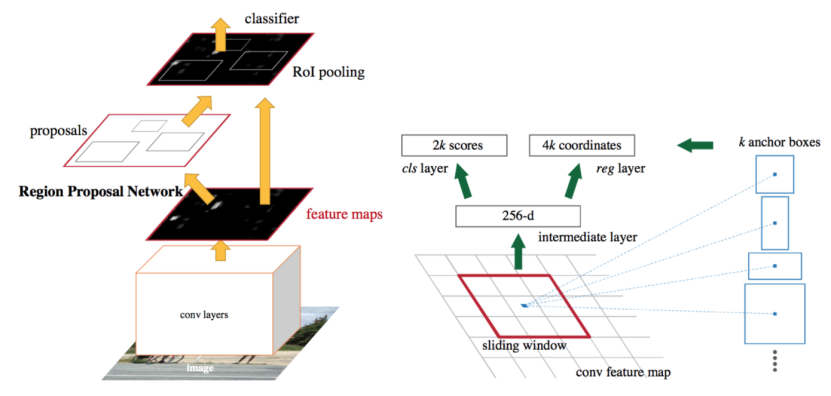 classifier
RoI pooling
proposals
Region Proposal Network
feature maps
conv layers
image
2k scores
4k coordinates
k anchor boxes
cls layer
reg layer
256-d
intermediate layer
sliding window
conv feature map